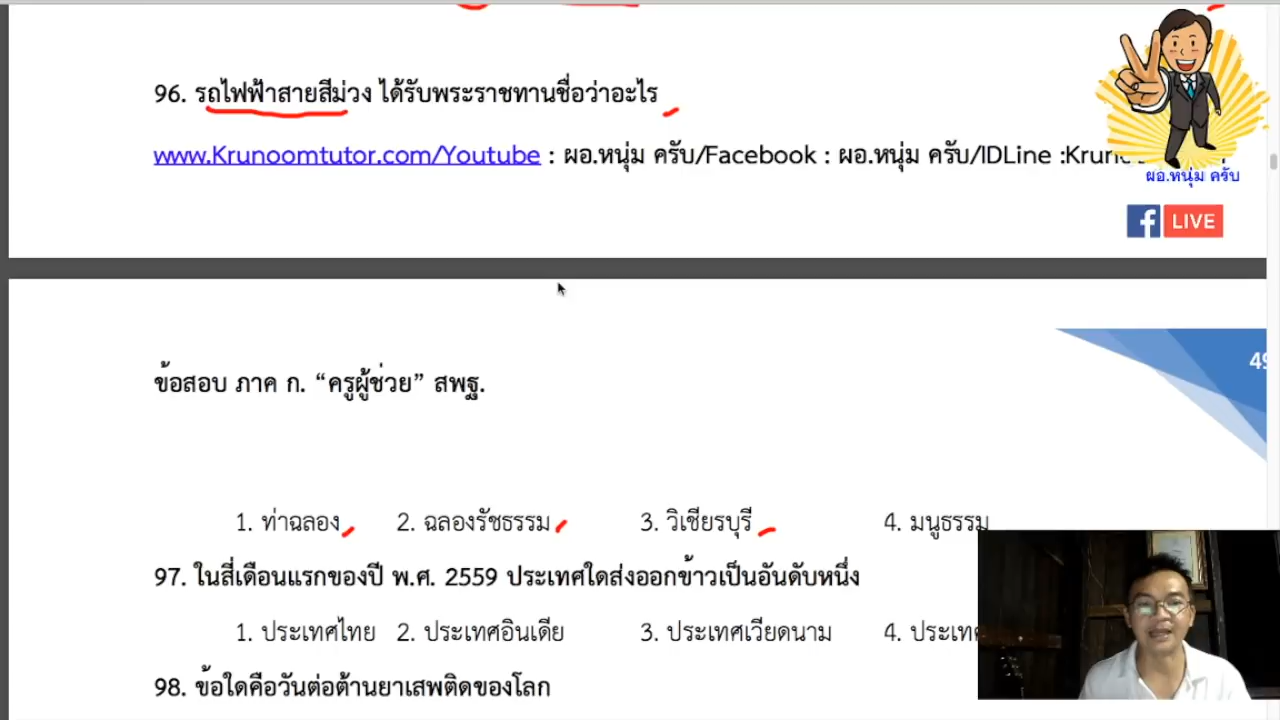 96. รถไฟฟ้าสายสีม่วง ได้รับพระราชทานชื่อว่าอะไร
www.Krunoomtutor.com/Youtube : ผอ.หนุ่ม ครับ/Facebook : ผอ.หนุ่ม ครับ/IDLine
ผอ.หนุ่ม ครับ
f LIVE
ข้อสอบ ภาค ก. “ครูผู้ช่วย” สพฐ.
1. ท่าฉลอง 2. ฉลองรัชธรรม 3. วิเชียรบุรี 4. มนูธรรม
97. ในสี่เดือนแรกของปี พ.ศ. 2559 ประเทศใดส่งออกข้าวเป็นอันดับหนึ่ง
1. ประเทศไทย 2. ประเทศอินเดีย 3. ประเทศเวียดนาม 4.
98. ข้อใดคือวันต่อต้านยาเสพติดของโลก